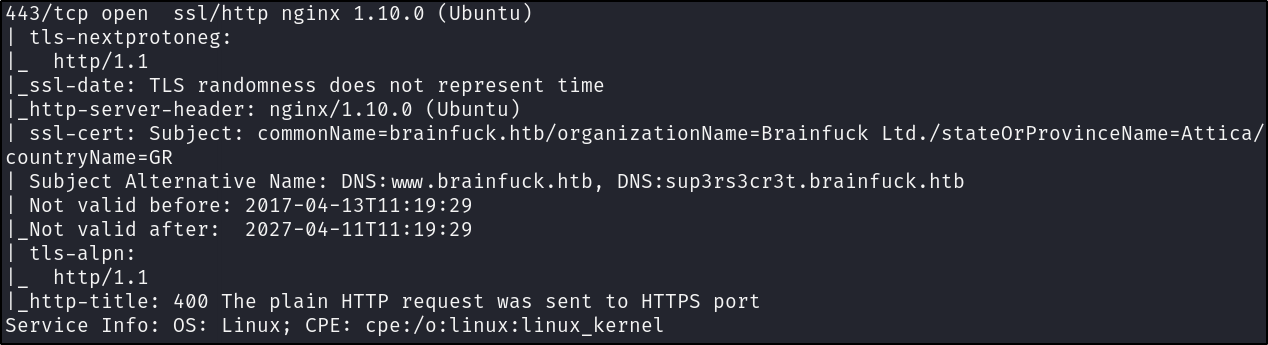 443/tcp open  ssl/http nginx 1.10.0 (Ubuntu)
| tls-nextprotoneg:
|_  http/1.1
|_ssl-date: TLS randomness does not represent time
|_http-server-header: nginx/1.10.0 (Ubuntu)
| ssl-cert: Subject: commonName=brainfuck.htb/organizationName=Brainfuck Ltd./stateOrProvinceName=Attica/
countryName=GR
| Subject Alternative Name: DNS:www.brainfuck.htb, DNS:sup3rs3cr3t.brainfuck.htb
| Not valid before: 2017-04-13T11:19:29
|_Not valid after:  2027-04-11T11:19:29
| tls-alpn:
|_  http/1.1
|_http-title: 400 The plain HTTP request was sent to HTTPS port
Service Info: OS: Linux; CPE: cpe:/o:linux:linux_kernel